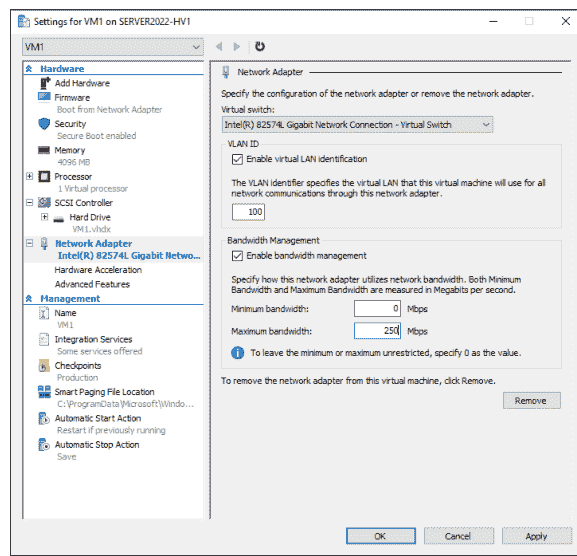 Settings for VM1 on SERVER2022-HV1
VM1
Hardware
Add Hardware
Firmware
Boot from Network Adapter
Security
Secure Boot enabled
Memory
4096 MB
Processor
1 Virtual processor
SCSI Controller
Hard Drive
VM1.vhdx
Network Adapter
Intel(R) 82574L Gigabit Netwo...
Hardware Acceleration
Advanced Features
Management
Name
VM1
Integration Services
Some services offered
Checkpoints
Production
Smart Paging File Location
C:\ProgramData\Microsoft\Windo...
Automatic Start Action
Restart if previously running
Automatic Stop Action
Save
Network Adapter
Specify the configuration of the network adapter or remove the network adapter.
Virtual switch:
Intel(R) 82574L Gigabit Network Connection - Virtual Switch
VLAN ID
Enable virtual LAN identification
The VLAN identifier specifies the virtual LAN that this virtual machine will use for all
network communications through this network adapter.
100
Bandwidth Management
Enable bandwidth management
Specify how this network adapter utilizes network bandwidth. Both Minimum
Bandwidth and Maximum Bandwidth are measured in Megabits per second.
Minimum bandwidth: 0 Mbps
Maximum bandwidth: 250 Mbps
To leave the minimum or maximum unrestricted, specify 0 as the value.
To remove the network adapter from this virtual machine, click Remove.
Remove
OK Cancel Apply